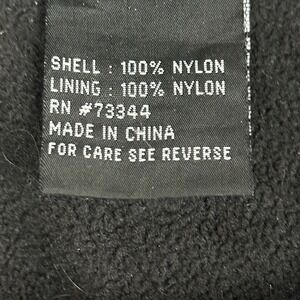 SHELL : 100% NYLON
LINING : 100% NYLON
RN #73344
MADE IN CHINA
FOR CARE SEE REVERSE